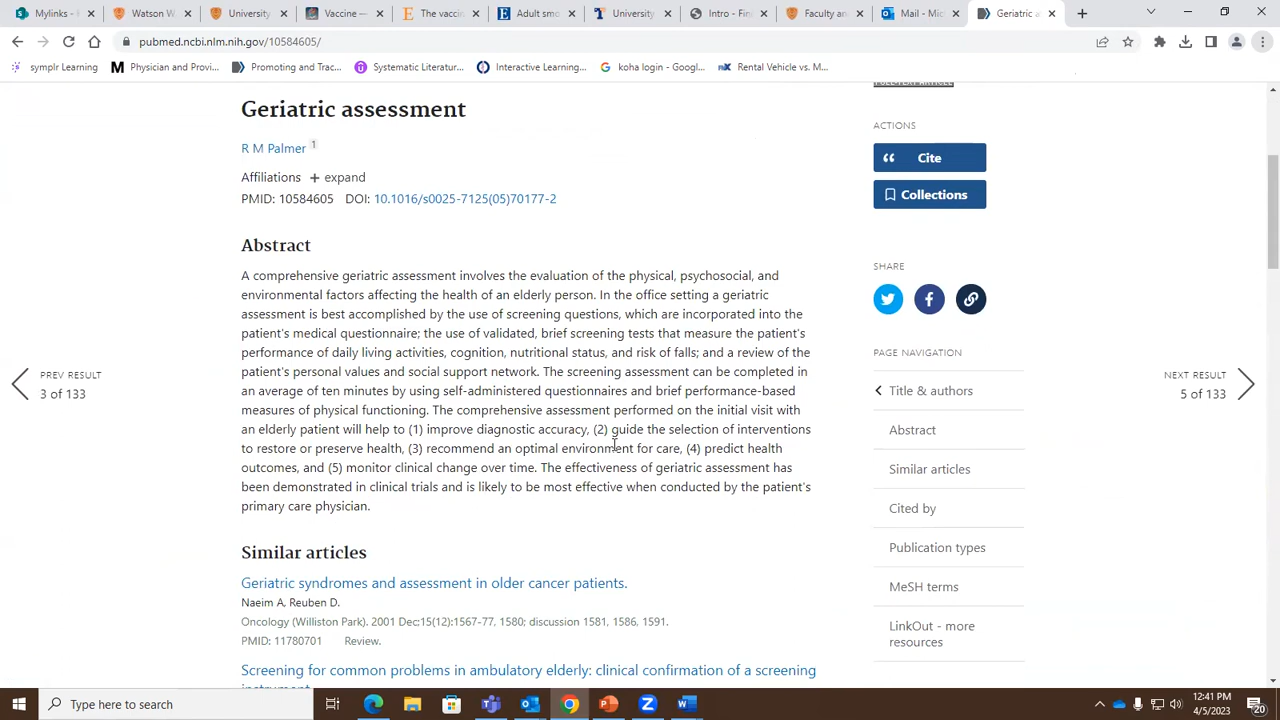 Mylinks -
Watson W
University
Vaccine
The vaccin
Adult smo
University
Intro - Fin
Faculty an
Mail - Mic
Geriatric a
pubmed.ncbi.nlm.nih.gov/10584605/
symplr Learning
Physician and Provi...
Promoting and Trac...
Systematic Literatur...
Interactive Learning...
koha login - Googl...
Rental Vehicle vs. M...
FULL TEXT ARTICLE
Geriatric assessment
R M Palmer 1
Affiliations + expand
PMID: 10584605 DOI: 10.1016/s0025-7125(05)70177-2
Abstract
A comprehensive geriatric assessment involves the evaluation of the physical, psychosocial, and
environmental factors affecting the health of an elderly person. In the office setting a geriatric
assessment is best accomplished by the use of screening questions, which are incorporated into the
patient's medical questionnaire; the use of validated, brief screening tests that measure the patient's
performance of daily living activities, cognition, nutritional status, and risk of falls; and a review of the
patient's personal values and social support network. The screening assessment can be completed in
an average of ten minutes by using self-administered questionnaires and brief performance-based
measures of physical functioning. The comprehensive assessment performed on the initial visit with
an elderly patient will help to (1) improve diagnostic accuracy, (2) guide the selection of interventions
to restore or preserve health, (3) recommend an optimal environment for care, (4) predict health
outcomes, and (5) monitor clinical change over time. The effectiveness of geriatric assessment has
been demonstrated in clinical trials and is likely to be most effective when conducted by the patient's
primary care physician.
Similar articles
Geriatric syndromes and assessment in older cancer patients.
Naeim A, Reuben D.
Oncology (Williston Park). 2001 Dec;15(12):1567-77, 1580; discussion 1581, 1586, 1591.
PMID: 11780701 Review.
Screening for common problems in ambulatory elderly: clinical confirmation of a screening
instrument.
PREV RESULT
3 of 133
NEXT RESULT
5 of 133
ACTIONS
Cite
Collections
SHARE
PAGE NAVIGATION
Title & authors
Abstract
Similar articles
Cited by
Publication types
MeSH terms
LinkOut - more
resources
Type here to search
12:41 PM
4/5/2023
20